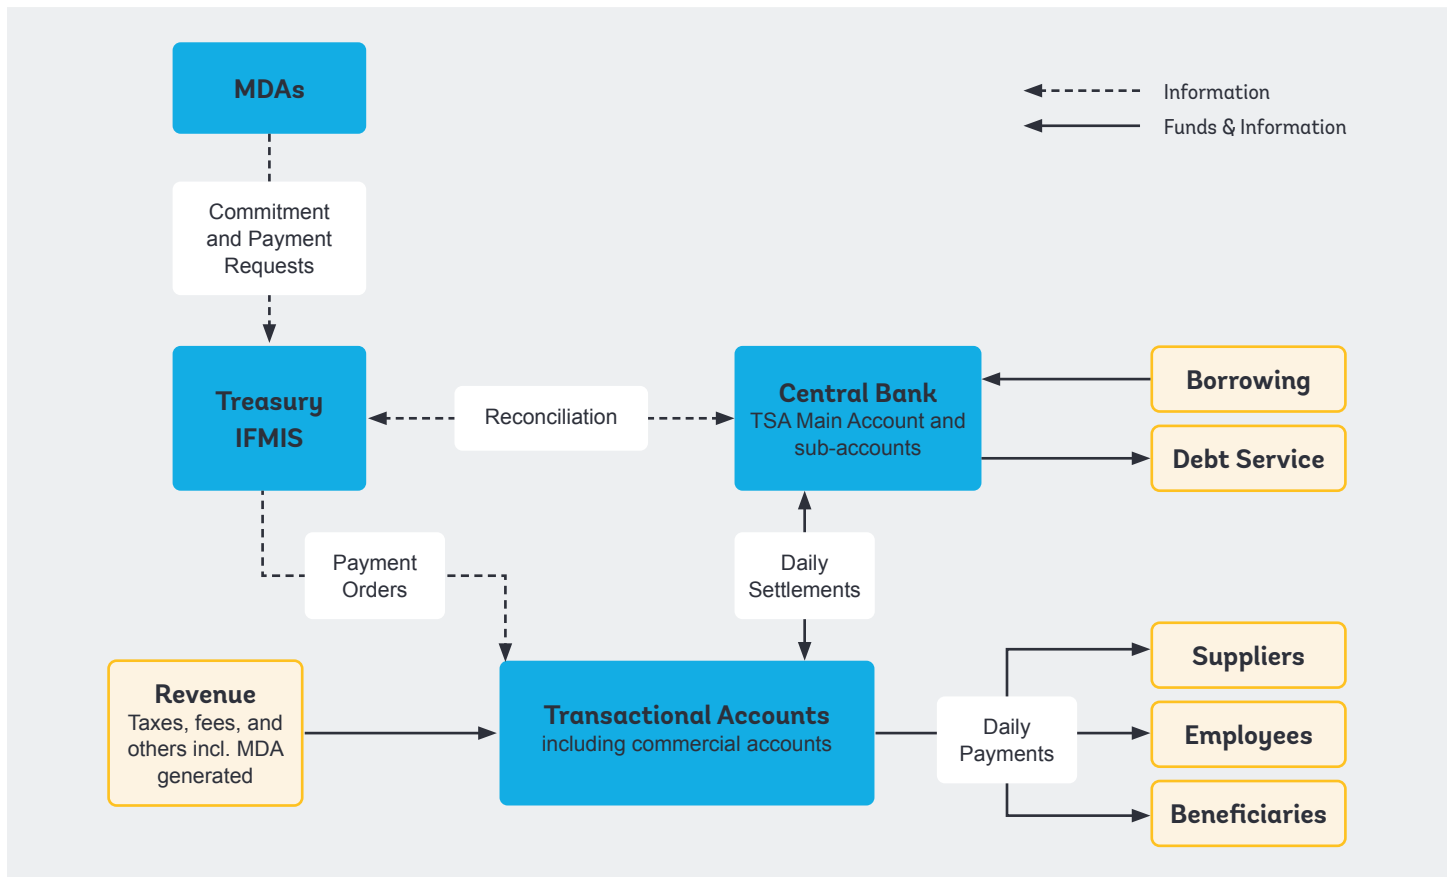 MDAs
Information
Funds & Information
Commitment
and Payment
Requests
Treasury
IFMIS
Reconciliation
Central Bank
TSA Main Account and
sub-accounts
Borrowing
Debt Service
Payment
Orders
Daily
Settlements
Revenue
Taxes, fees, and
others incl. MDA
generated
Transactional Accounts
including commercial accounts
Daily
Payments
Suppliers
Employees
Beneficiaries